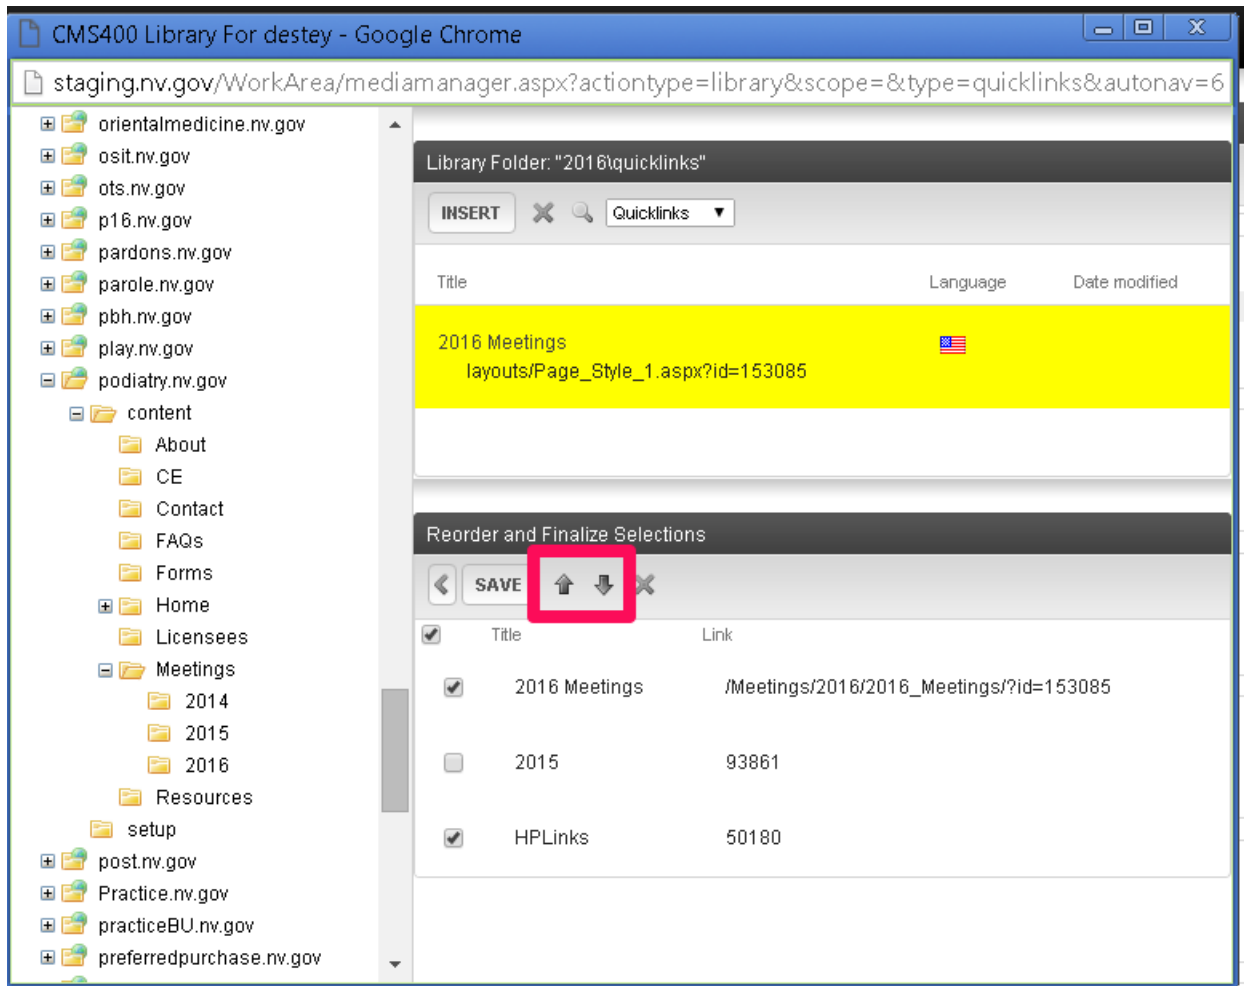 CMS400 Library For destey - Google Chrome
staging.nv.gov/WorkArea/mediamanager.aspx?actiontype=library&scope=&type=quicklinks&autonav=6
orientalmedicine.nv.gov
osit.nv.gov
ots.nv.gov
p16.nv.gov
pardons.nv.gov
parole.nv.gov
pbh.nv.gov
play.nv.gov
podiatry.nv.gov
content
About
CE
Contact
FAQs
Forms
Home
Licensees
Meetings
2014
2015
2016
Resources
setup
post.nv.gov
Practice.nv.gov
practiceBU.nv.gov
preferredpurchase.nv.gov
Library Folder: "2016\quicklinks"
INSERT Quicklinks
Title Language Date modified
2016 Meetings
layouts/Page_Style_1.aspx?id=153085
Reorder and Finalize Selections
SAVE
Title Link
2016 Meetings /Meetings/2016/2016_Meetings/?id=153085
2015 93861
HPLinks 50180